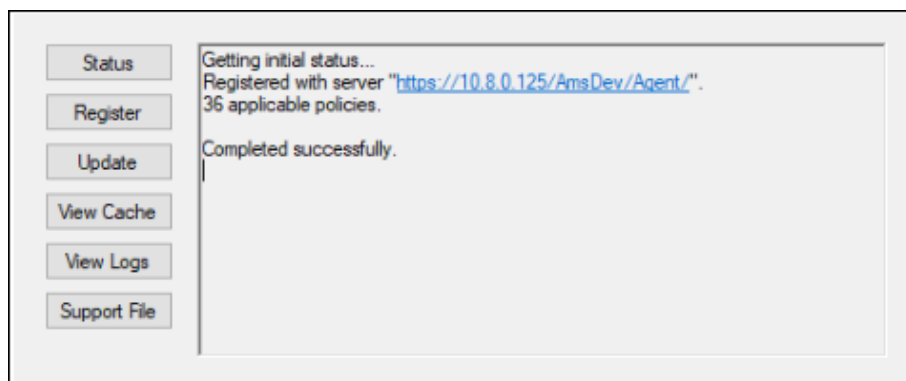 Status
Register
Update
View Cache
View Logs
Support File
Getting initial status...
Registered with server "https://10.8.0.125/AmsDev/Agent/".
36 applicable policies.
Completed successfully.